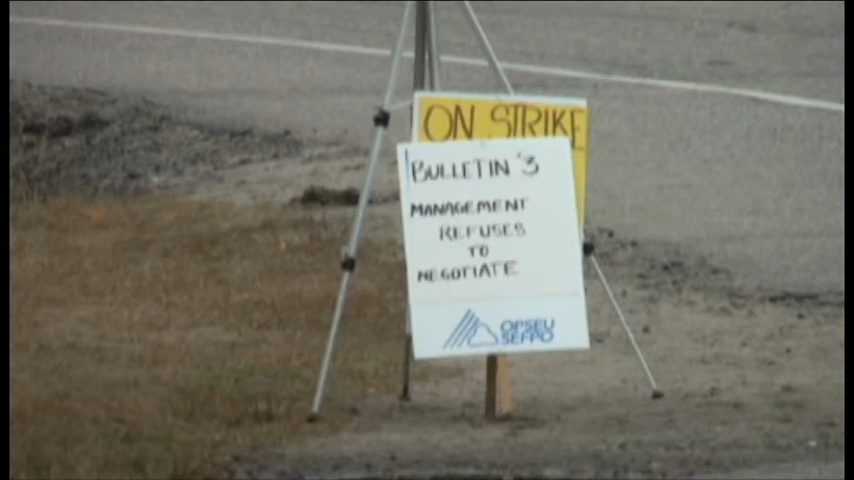 ON STRIKE
BULLETIN '3
MANAGEMENT
REFUSES
TO
NEGOTIATE
OPSEU
SEFPO